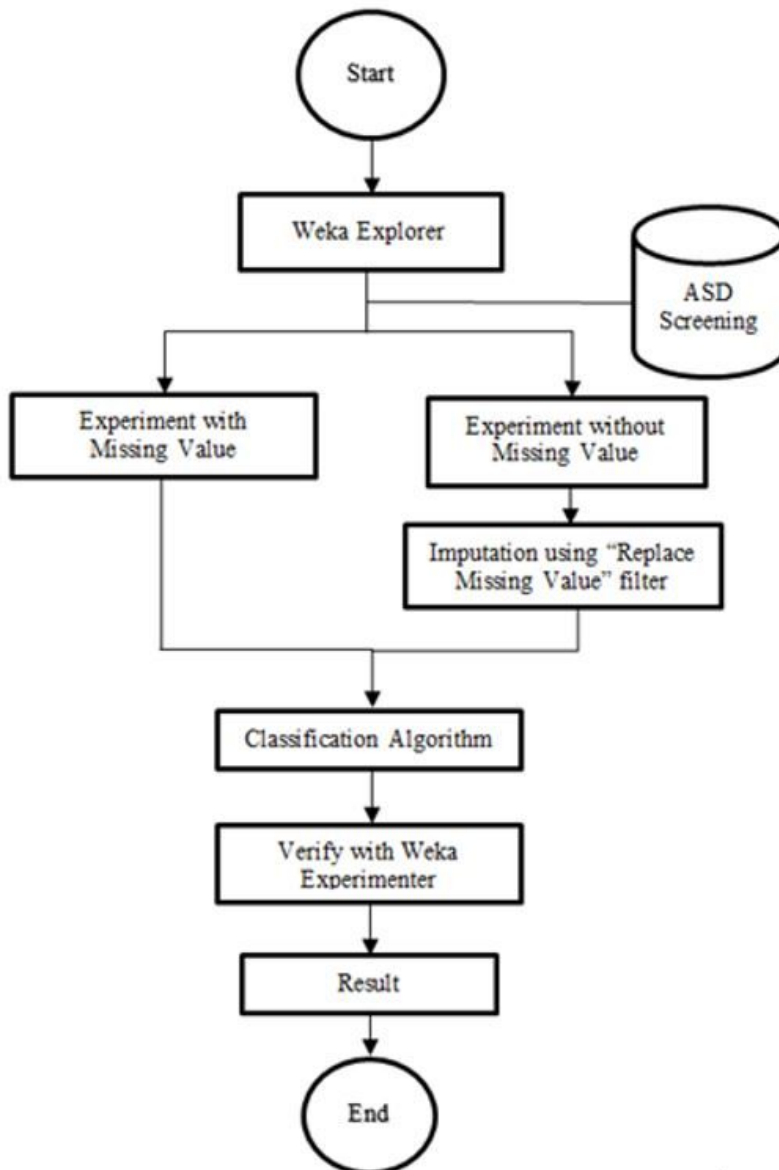 Start
Weka Explorer
ASD
Screening
Experiment with
Missing Value
Experiment without
Missing Value
Imputation using “Replace
Missing Value” filter
Classification Algorithm
Verify with Weka
Experimenter
Result
End